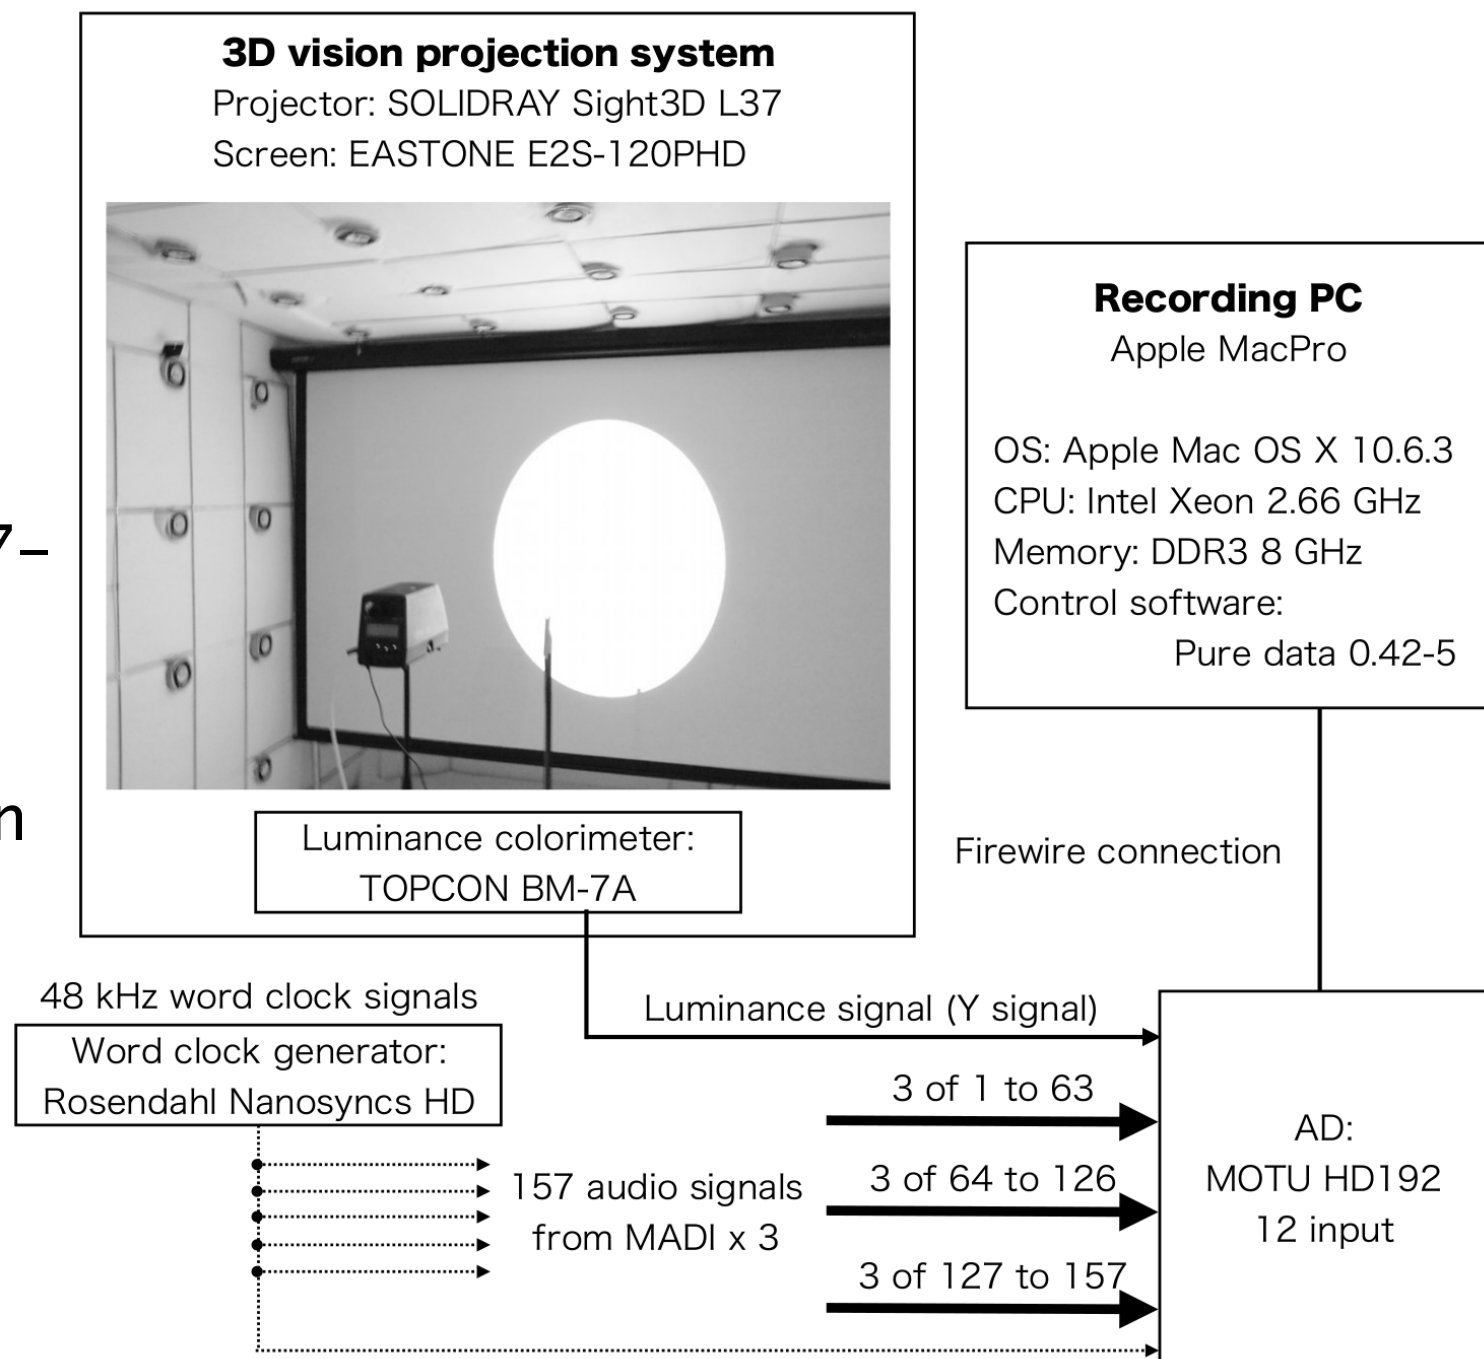 3D vision projection system
Projector: SOLIDRAY Sight3D L37
Screen: EASTONE E2S-120PHD
Recording PC
Apple MacPro
OS: Apple Mac OS X 10.6.3
CPU: Intel Xeon 2.66 GHz
Memory: DDR3 8 GHz
Control software:
Pure data 0.42-5
7–
n
Luminance colorimeter:
TOPCON BM-7A
Firewire connection
48 kHz word clock signals
Word clock generator:
Rosendahl Nanosyncs HD
Luminance signal (Y signal)
3 of 1 to 63
157 audio signals
from MADI x 3
3 of 64 to 126
3 of 127 to 157
AD:
MOTU HD192
12 input